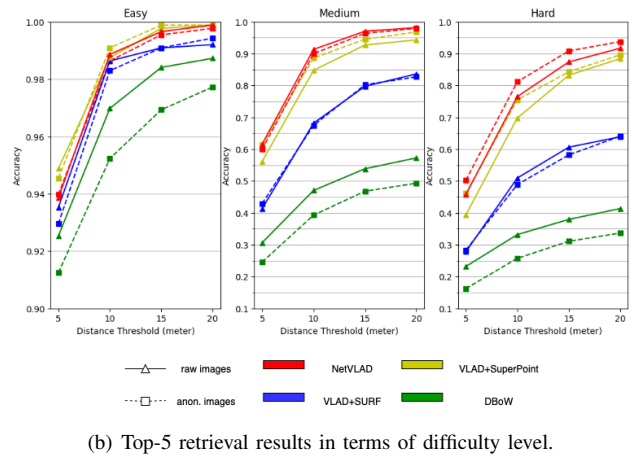 Easy
Medium
Hard
1.00
0.98
0.96
0.94
0.92
0.90
Accuracy
5
10
15
20
Distance Threshold (meter)
1.0
0.9
0.8
0.7
0.6
0.5
0.4
0.3
0.2
0.1
Accuracy
5
10
15
20
Distance Threshold (meter)
1.0
0.9
0.8
0.7
0.6
0.5
0.4
0.3
0.2
0.1
Accuracy
5
10
15
20
Distance Threshold (meter)
raw images
NetVLAD
VLAD+SuperPoint
anon. images
VLAD+SURF
DBoW
(b) Top-5 retrieval results in terms of difficulty level.